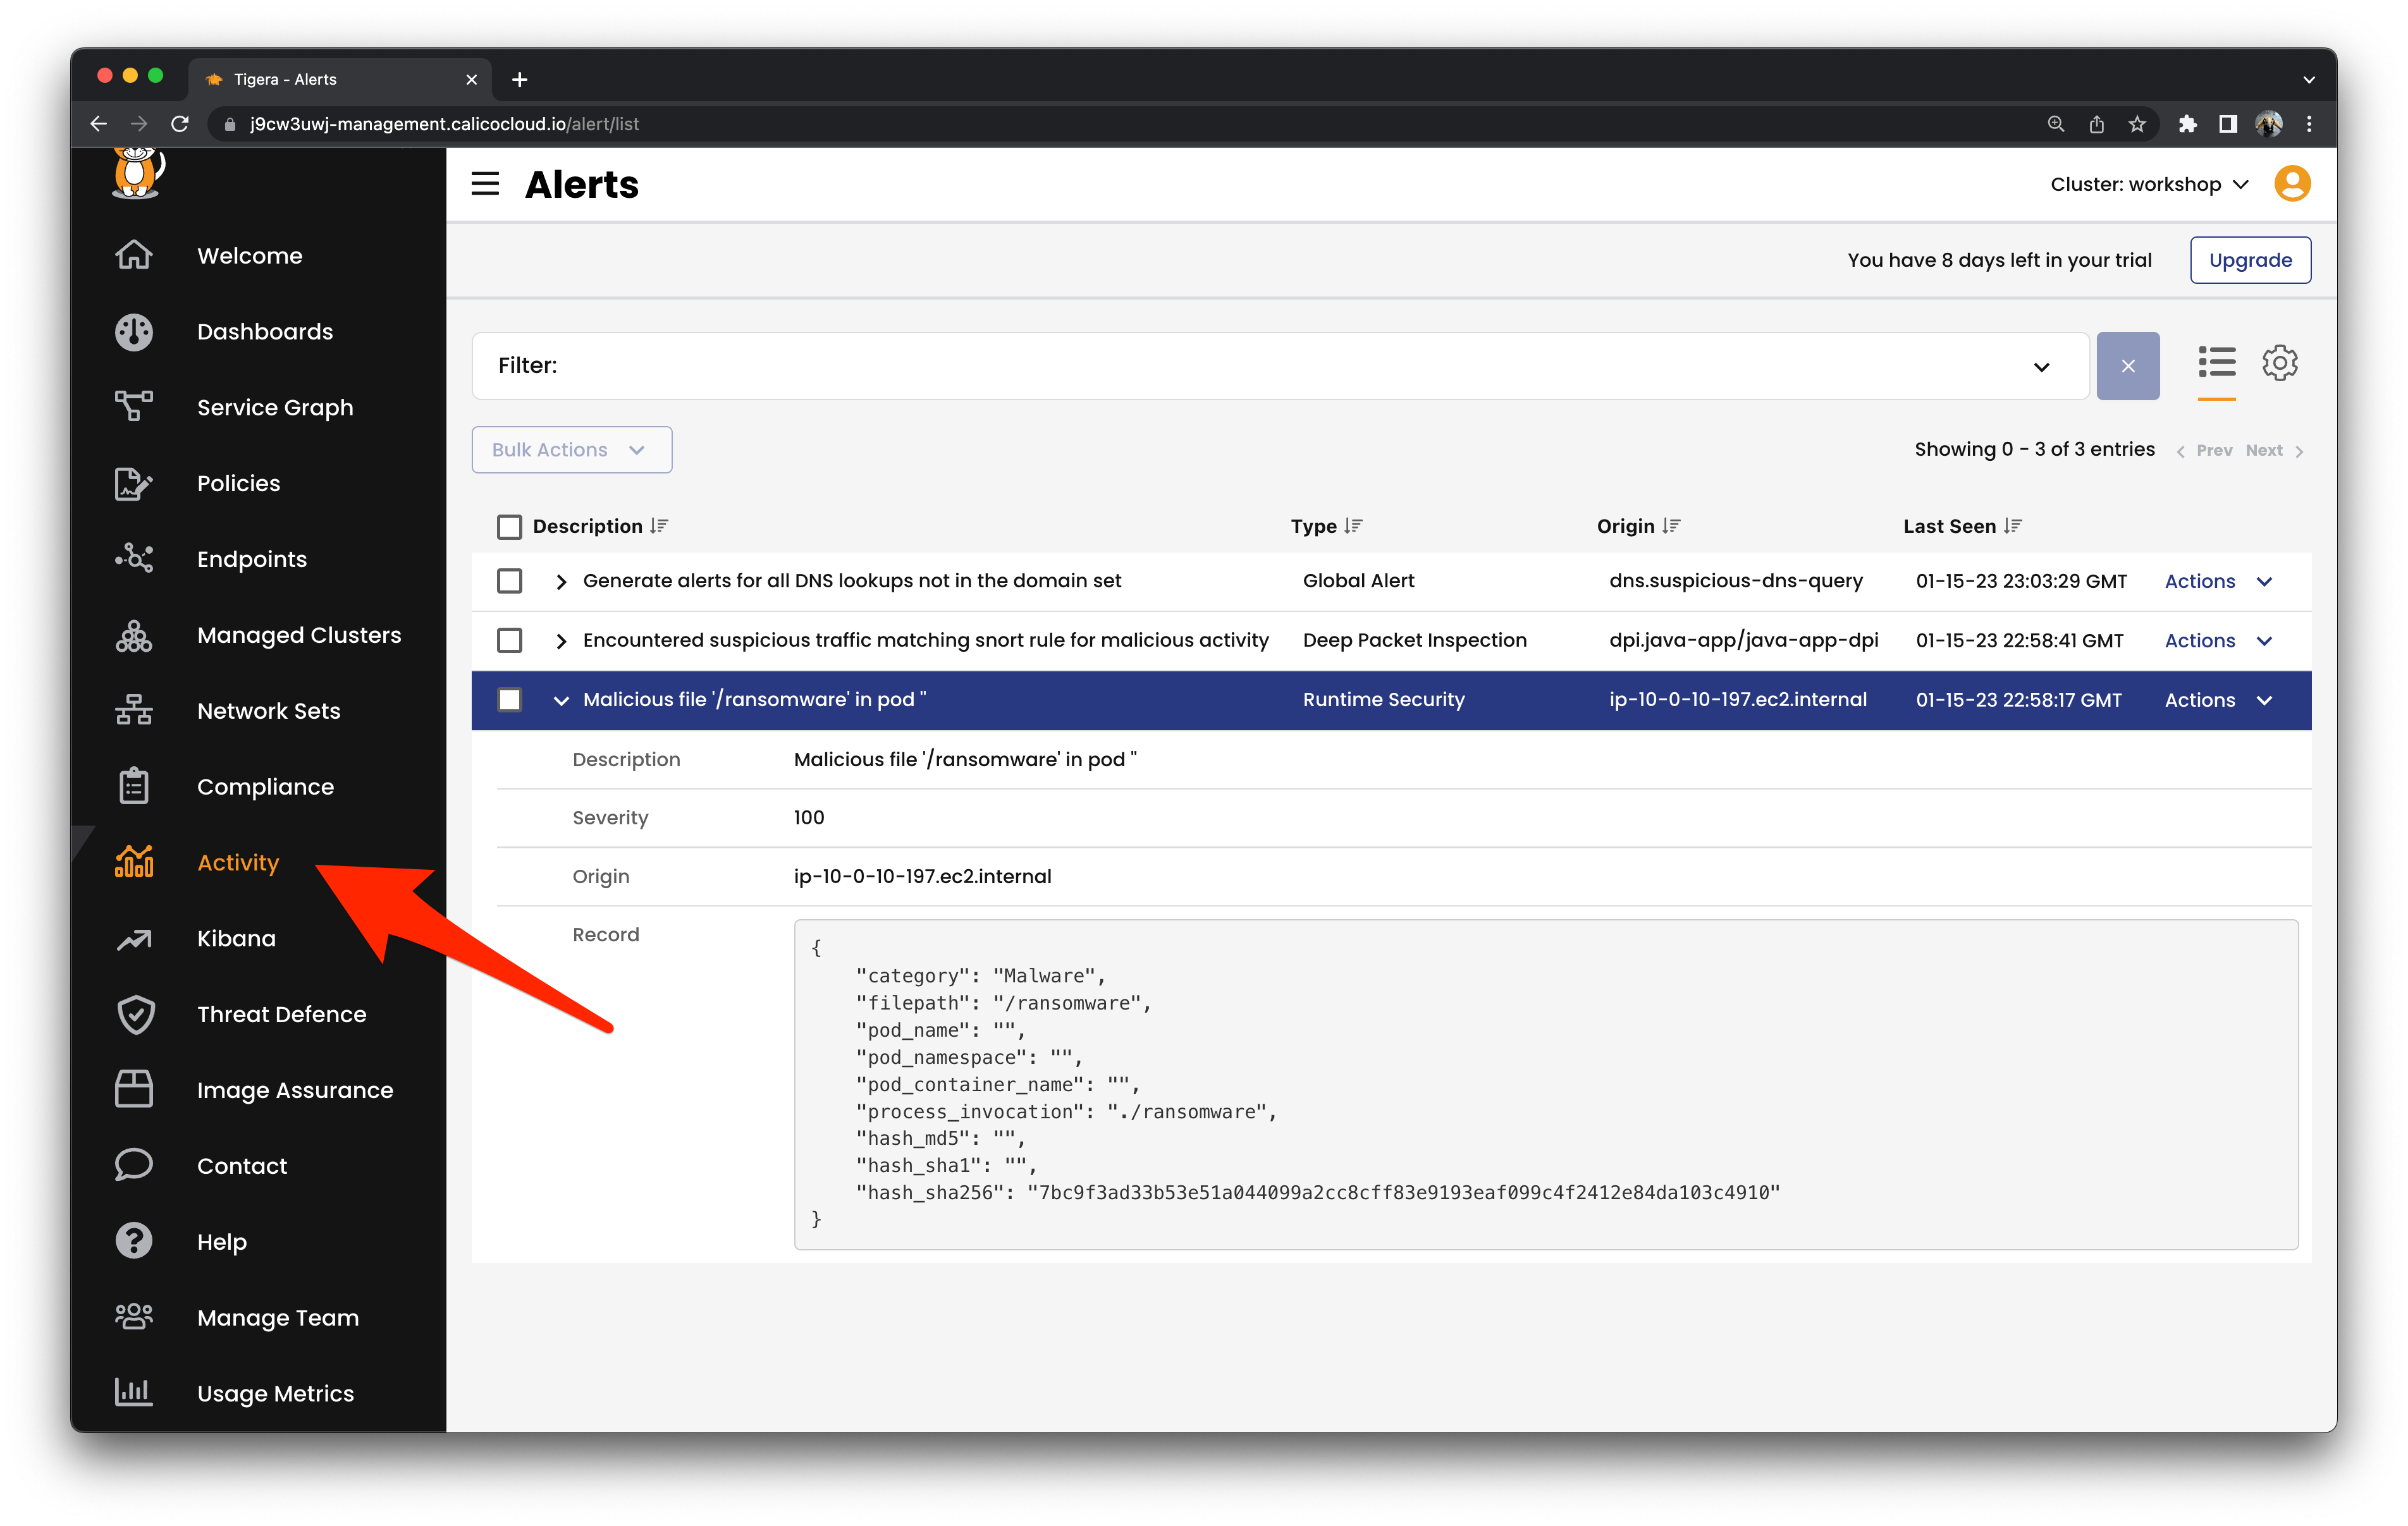 Tigera - Alerts
j9cw3uwj-management.calicocloud.io/alert/list
Alerts
Cluster: workshop
You have 8 days left in your trial
Upgrade
Welcome
Dashboards
Service Graph
Policies
Endpoints
Managed Clusters
Network Sets
Compliance
Activity
Kibana
Threat Defence
Image Assurance
Contact
Help
Manage Team
Usage Metrics
Filter:
Bulk Actions
Showing 0 - 3 of 3 entries Prev Next
Description Type Origin Last Seen
Generate alerts for all DNS lookups not in the domain set Global Alert dns.suspicious-dns-query 01-15-23 23:03:29 GMT Actions
Encountered suspicious traffic matching snort rule for malicious activity Deep Packet Inspection dpi.java-app/java-app-dpi 01-15-23 22:58:41 GMT Actions
Malicious file '/ransomware' in pod '' Runtime Security ip-10-0-10-197.ec2.internal 01-15-23 22:58:17 GMT Actions
Description Malicious file '/ransomware' in pod ''
Severity 100
Origin ip-10-0-10-197.ec2.internal
Record
{
"category": "Malware",
"filepath": "/ransomware",
"pod_name": "",
"pod_namespace": "",
"pod_container_name": "",
"process_invocation": "./ransomware",
"hash_md5": "",
"hash_sha1": "",
"hash_sha256": "7bc9f3ad33b53e51a044099a2cc8cff83e9193eaf099c4f2412e84da103c4910"
}